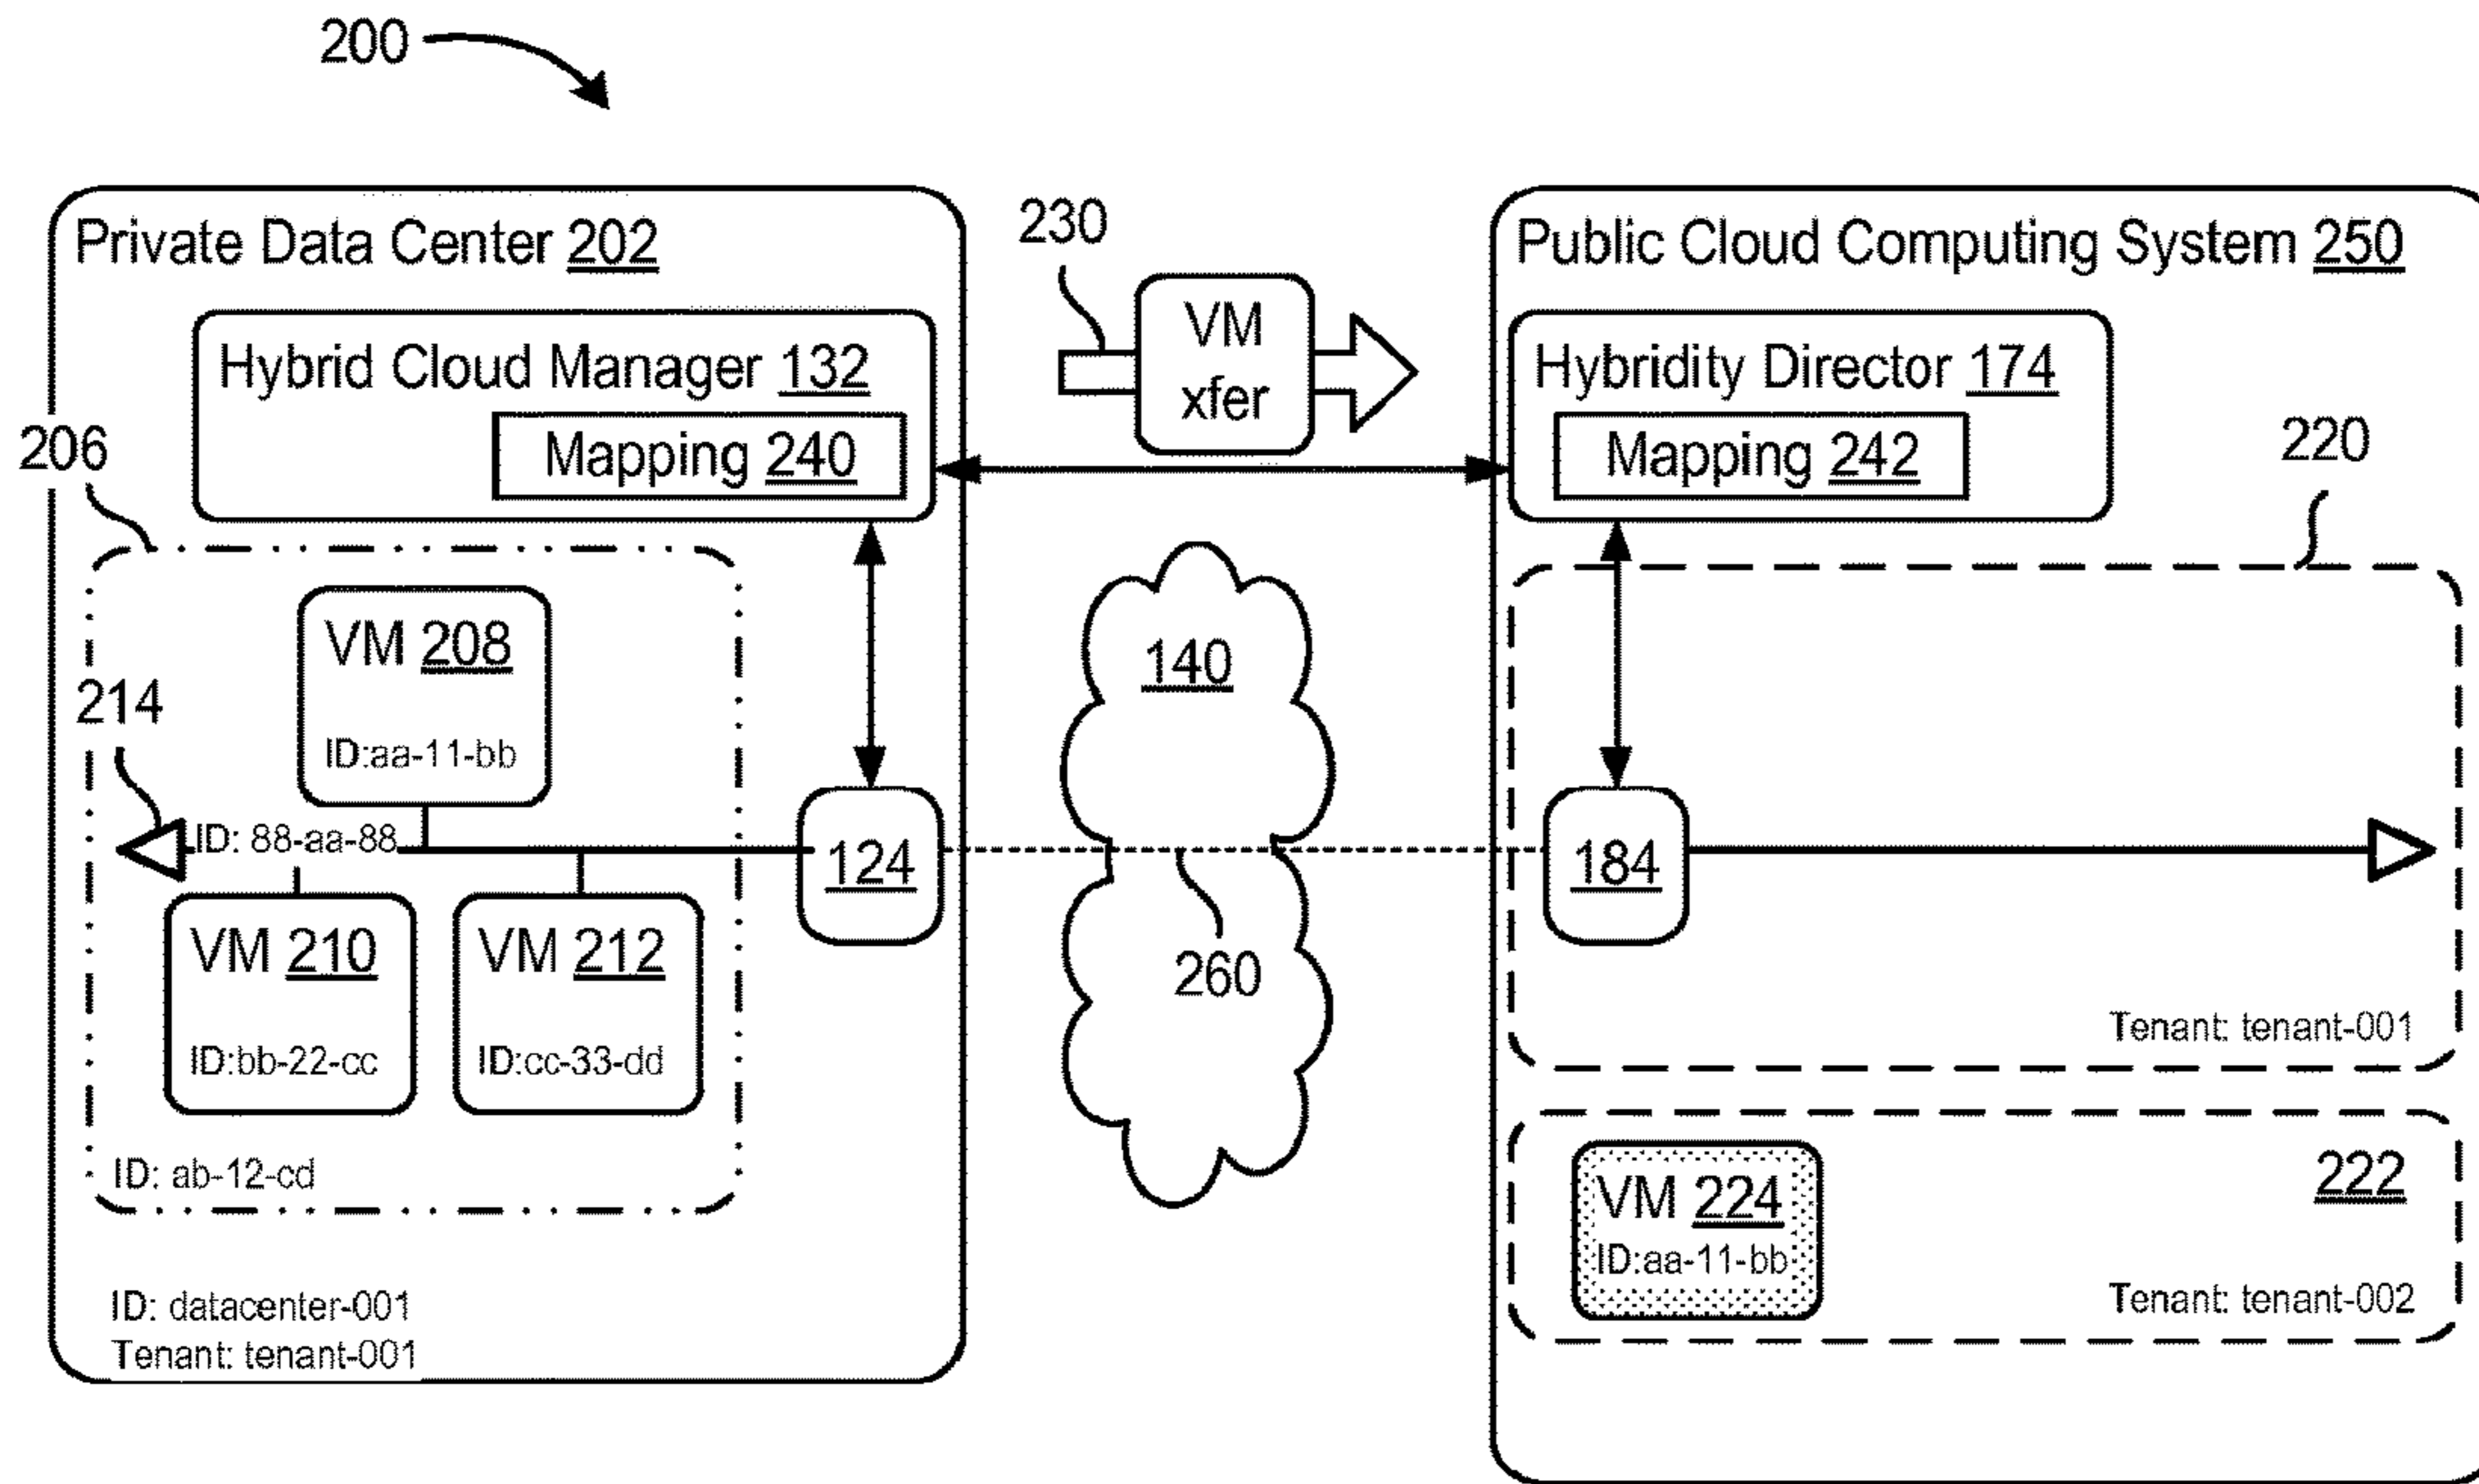 200
Private Data Center 202
Hybrid Cloud Manager 132
Mapping 240
206
VM 208
ID:aa-11-bb
214
ID: 88-aa-88
124
VM 210
ID:bb-22-cc
VM 212
ID:cc-33-dd
ID: ab-12-cd
ID: datacenter-001
Tenant: tenant-001
230
VM
xfer
140
260
Public Cloud Computing System 250
Hybridity Director 174
Mapping 242
220
184
Tenant: tenant-001
222
VM 224
ID:aa-11-bb
Tenant: tenant-002